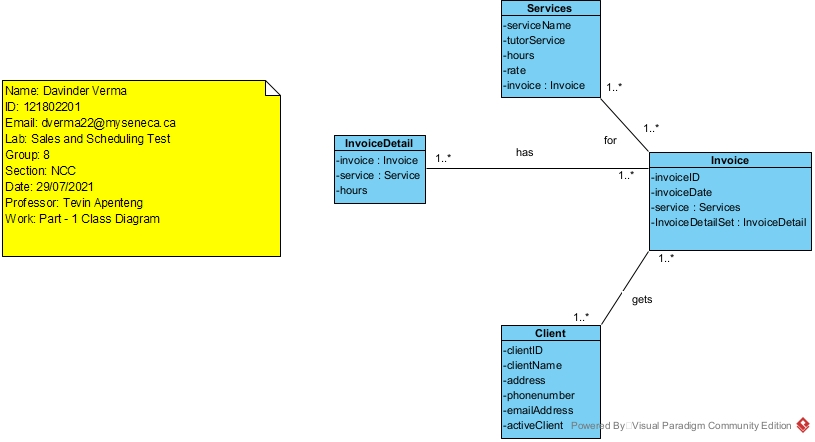 Name: Davinder Verma
ID: 121802201
Email: dverma22@myseneca.ca
Lab: Sales and Scheduling Test
Group: 8
Section: NCC
Date: 29/07/2021
Professor: Tevin Apenteng
Work: Part - 1 Class Diagram
Services
-serviceName
-tutorService
-hours
-rate
-invoice : Invoice
1..*
1..*
for
InvoiceDetail
-invoice : Invoice
-service : Service
-hours
1..*
has
1..*
Invoice
-invoiceID
-invoiceDate
-service : Services
-InvoiceDetailSet : InvoiceDetail
1..*
gets
1..*
Client
-clientID
-clientName
-address
-phonenumber
-emailAddress
-activeClient
Powered By Visual Paradigm Community Edition